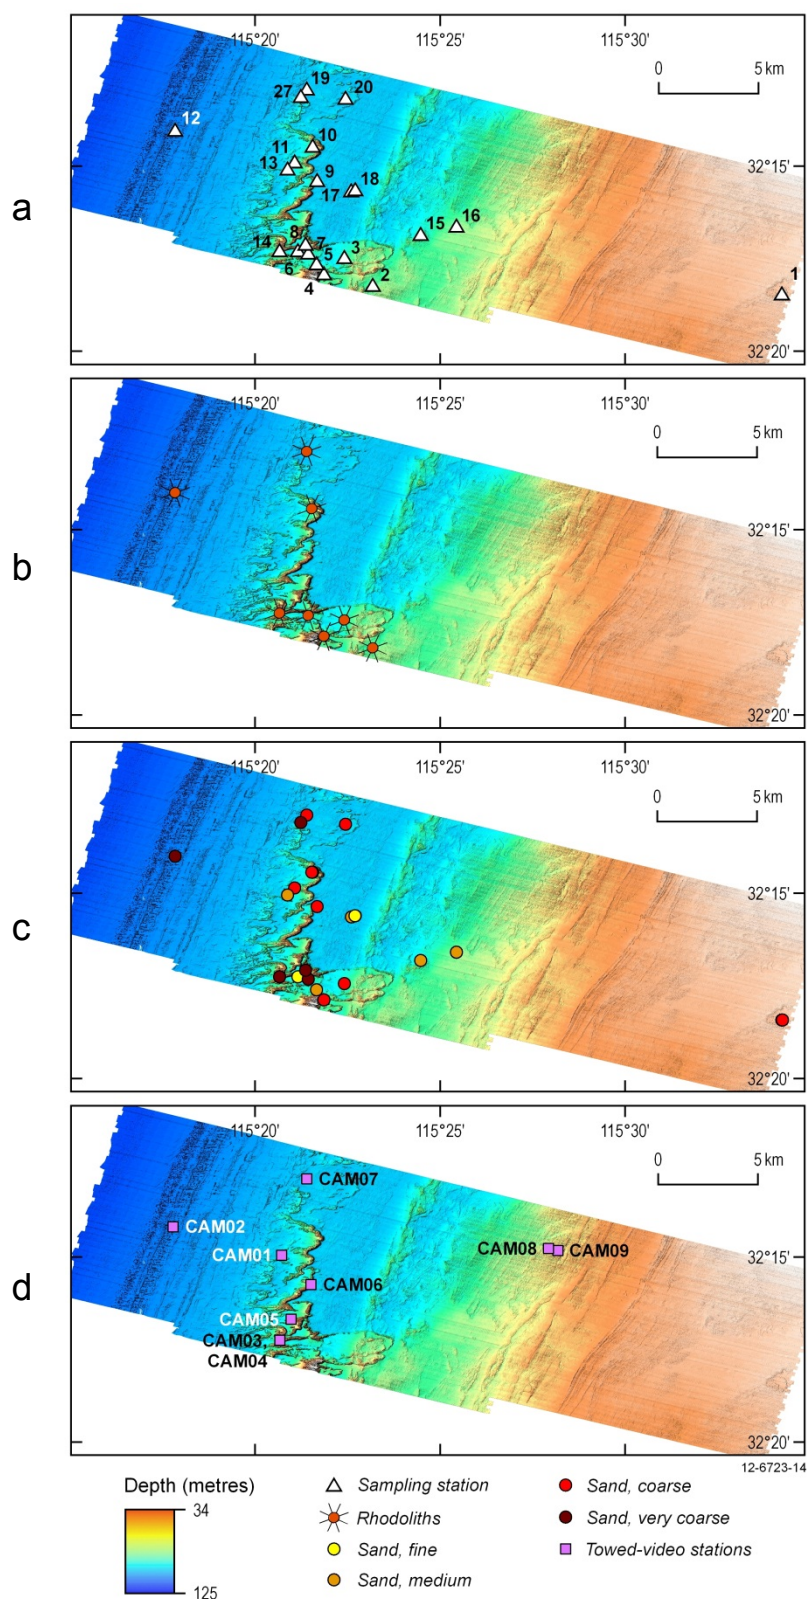 115°20' 115°25' 115°30'
0 5 km
19
27 20
12
10
11
13
9
17 18
32°15'
a
15 16
8 7
14 5 3
6
4 2
1
32°20'
115°20' 115°25' 115°30'
0 5 km
32°15'
b
32°20'
115°20' 115°25' 115°30'
0 5 km
32°15'
c
32°20'
115°20' 115°25' 115°30'
0 5 km
CAM07
CAM02
CAM01
CAM08 CAM09
32°15'
CAM06
d
CAM05
CAM03,
CAM04
32°20'
12-6723-14
Depth (metres)
34
125
Sampling station
Rhodoliths
Sand, fine
Sand, medium
Sand, coarse
Sand, very coarse
Towed-video stations